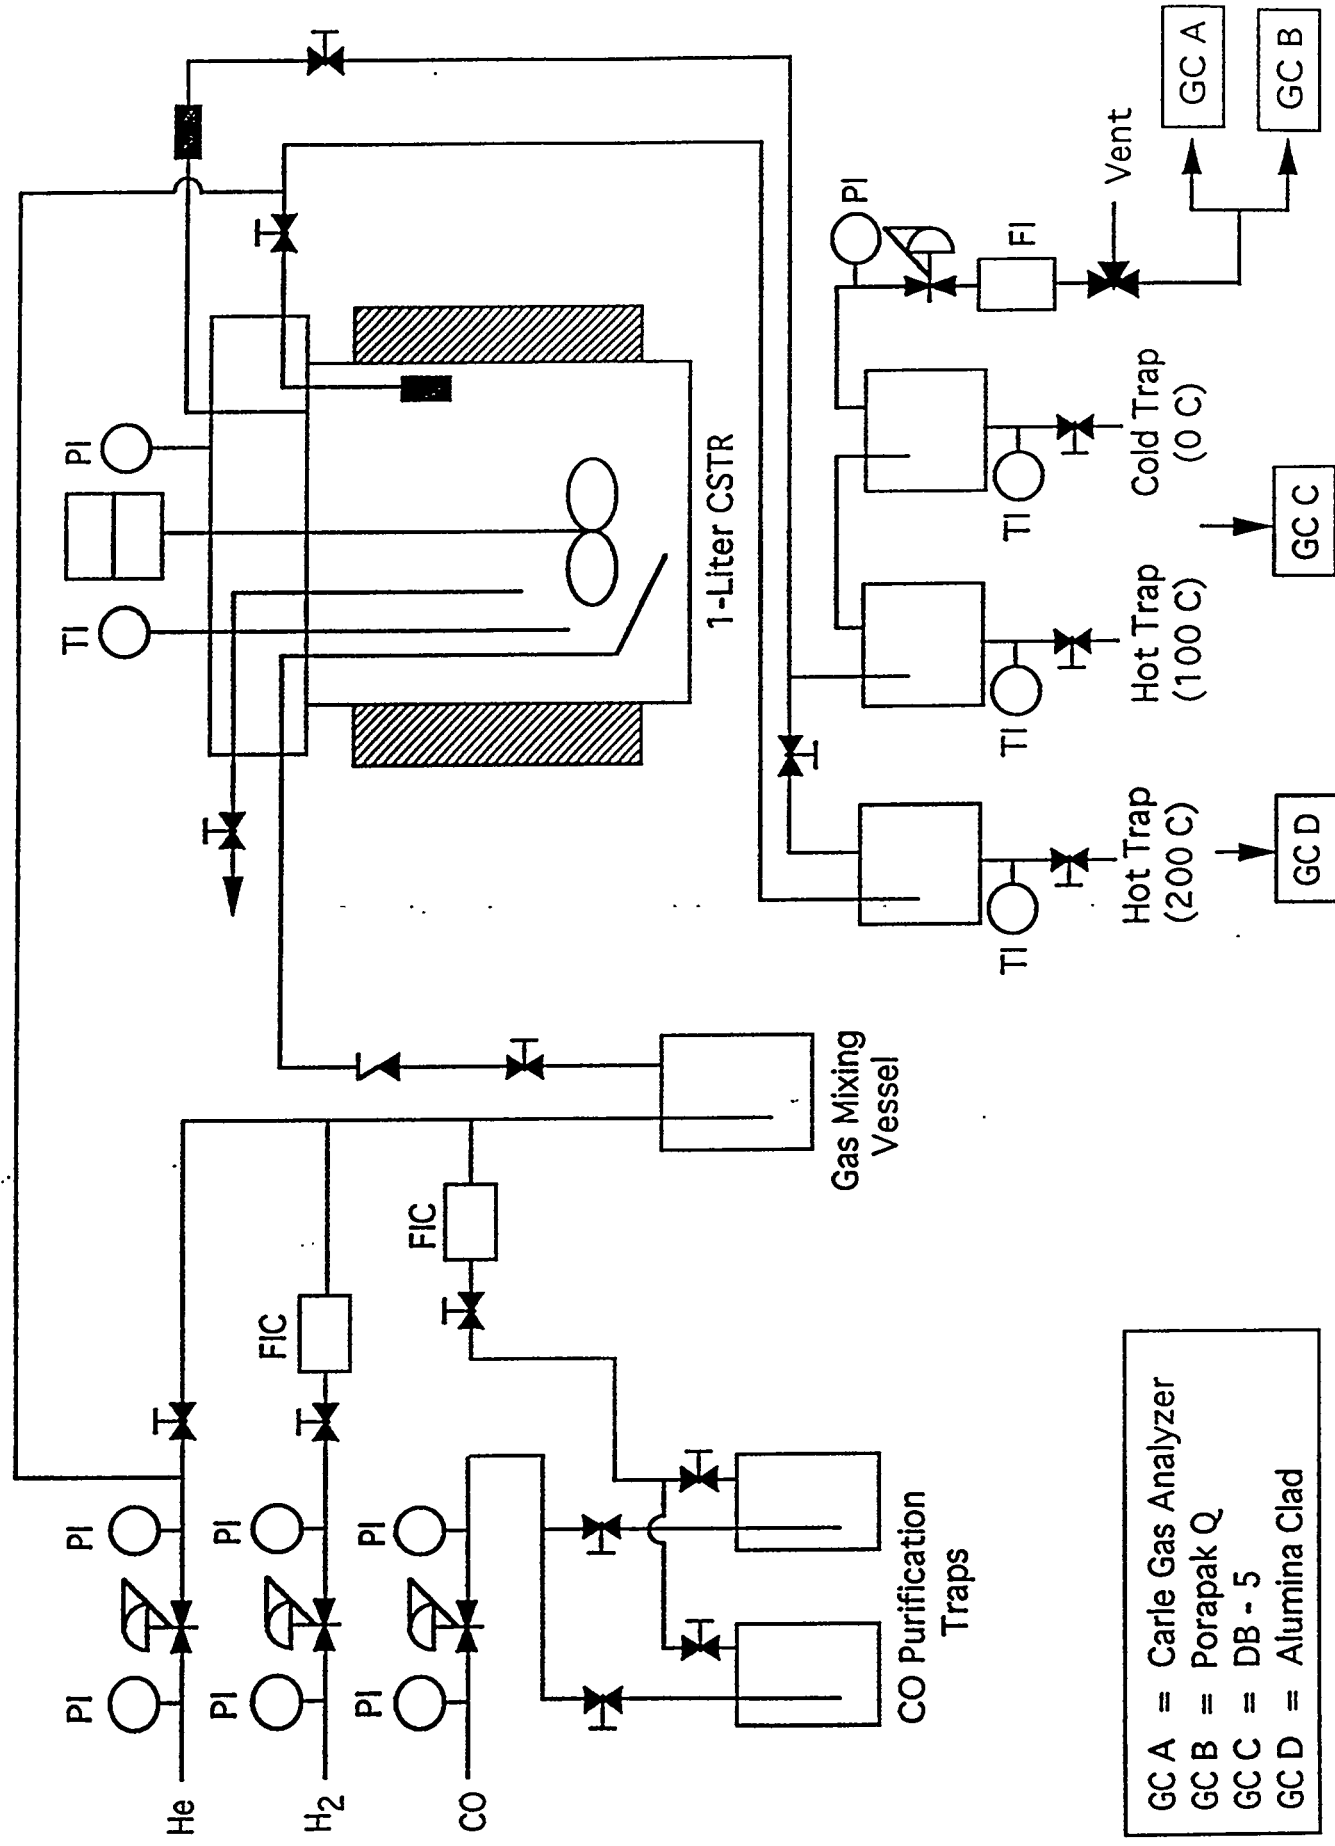 He
PI
PI
H2
PI
PI
FIC
CO
PI
PI
FIC
CO Purification
Traps
Gas Mixing
Vessel
TI
PI
1-Liter CSTR
TI
Hot Trap
(200 C)
GC D
TI
Hot Trap
(100 C)
TI
Cold Trap
(0 C)
GC C
PI
FI
Vent
GC A
GC B
GC A = Carle Gas Analyzer
GC B = Porapak Q
GC C = DB - 5
GC D = Alumina Clad